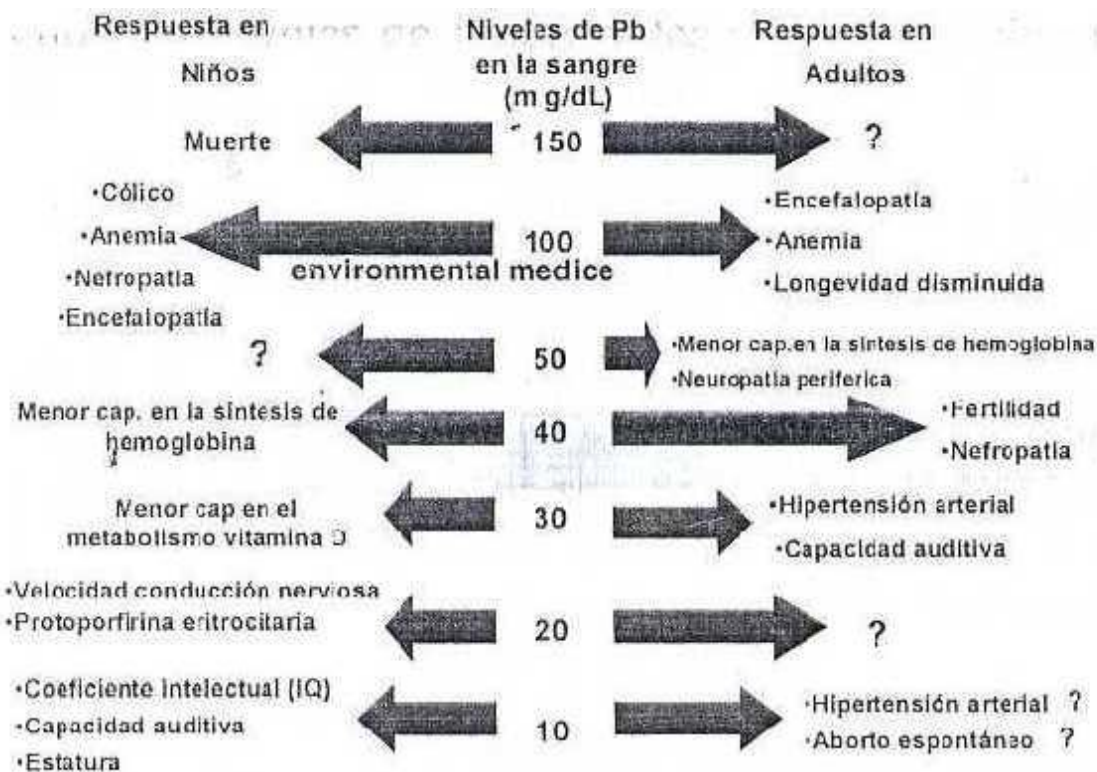 Respuesta en
Niños
Niveles de Pb
en la sangre
(m g/dL)
Respuesta en
Adultos
Muerte
150
?
•Cólico
•Anemia
•Nefropatía
•Encefalopatía
100
environmental medice
•Encefalopatía
•Anemia
•Longevidad disminuida
?
50
•Menor cap.en la síntesis de hemoglobina
•Neuropatía periferica
Menor cap. en la síntesis de
hemoglobina
40
•Fertilidad
•Nefropatía
Menor cap en el
metabolismo vitamina D
30
•Hipertensión arterial
•Capacidad auditiva
•Velocidad conducción nerviosa
•Protoporfirina eritrocitaria
20
?
•Coeficiente intelectual (IQ)
•Capacidad auditiva
•Estatura
10
•Hipertensión arterial ?
•Aborto espontáneo ?